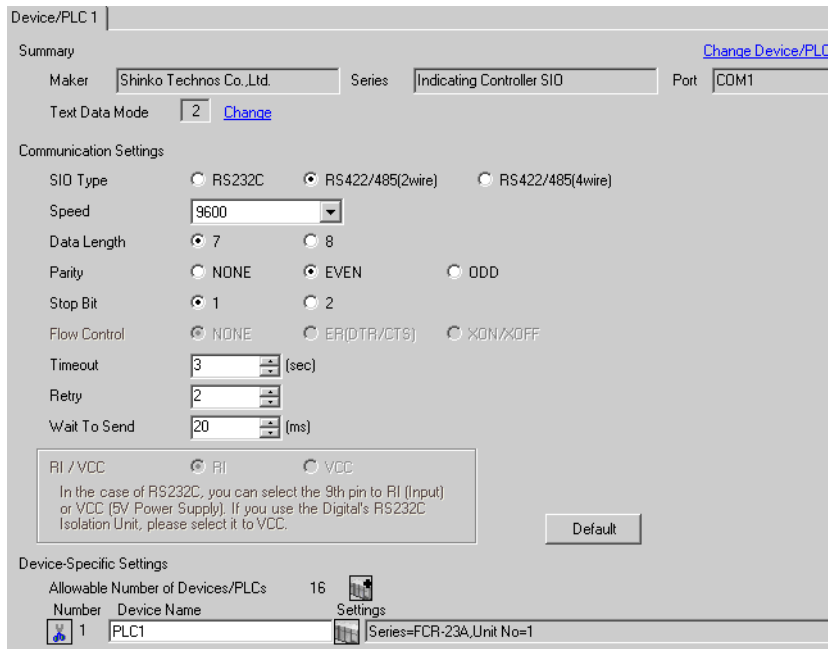 Device/PLC 1
Summary Change Device/PLC
Maker Shinko Technos Co.,Ltd. Series Indicating Controller SIO Port COM1
Text Data Mode 2 Change
Communication Settings
SIO Type RS232C RS422/485(2wire) RS422/485(4wire)
Speed 9600
Data Length 7 8
Parity NONE EVEN ODD
Stop Bit 1 2
Flow Control NONE ER(DTR/CTS) XON/XOFF
Timeout 3 (sec)
Retry 2
Wait To Send 20 (ms)
RI / VCC RI VCC
In the case of RS232C, you can select the 9th pin to RI (Input)
or VCC (5V Power Supply). If you use the Digital's RS232C
Isolation Unit, please select it to VCC.
Default
Device-Specific Settings
Allowable Number of Devices/PLCs 16
Number Device Name Settings
1 PLC1 Series=FCR-23A,Unit No=1